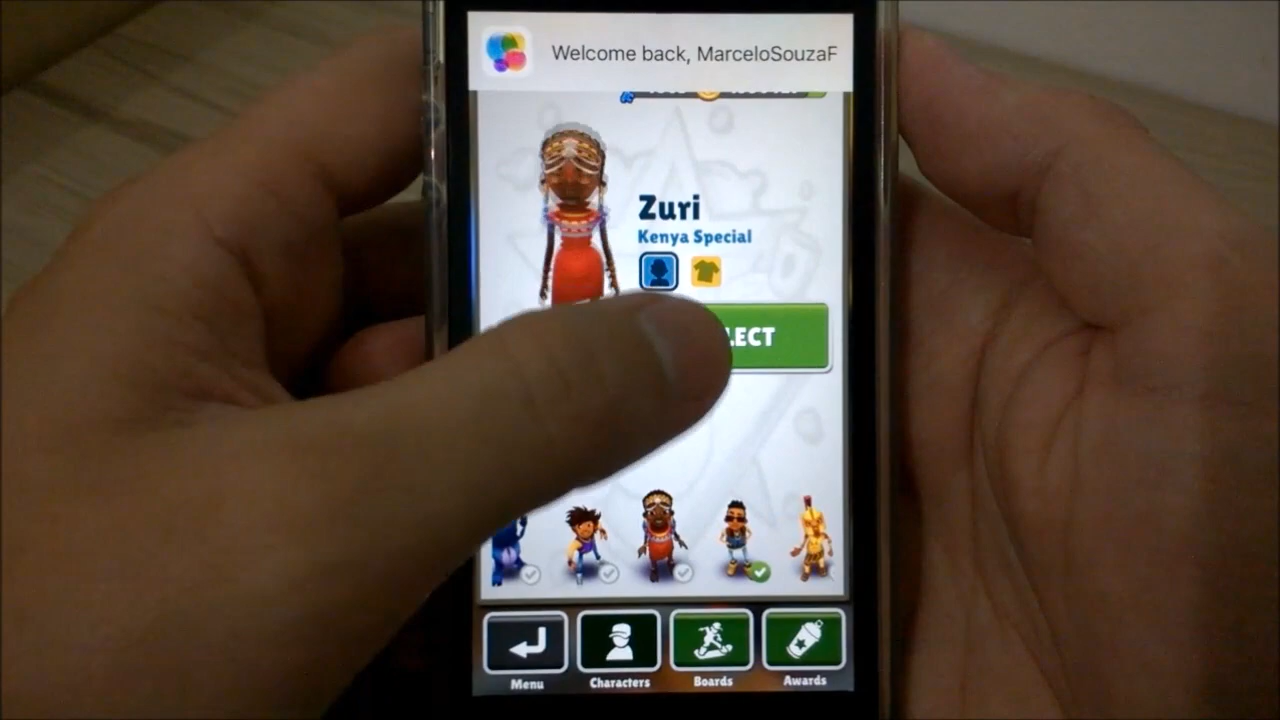 Welcome back, MarceloSouzaF
Zuri
Kenya Special
LECT
Menu
Characters
Boards
Awards